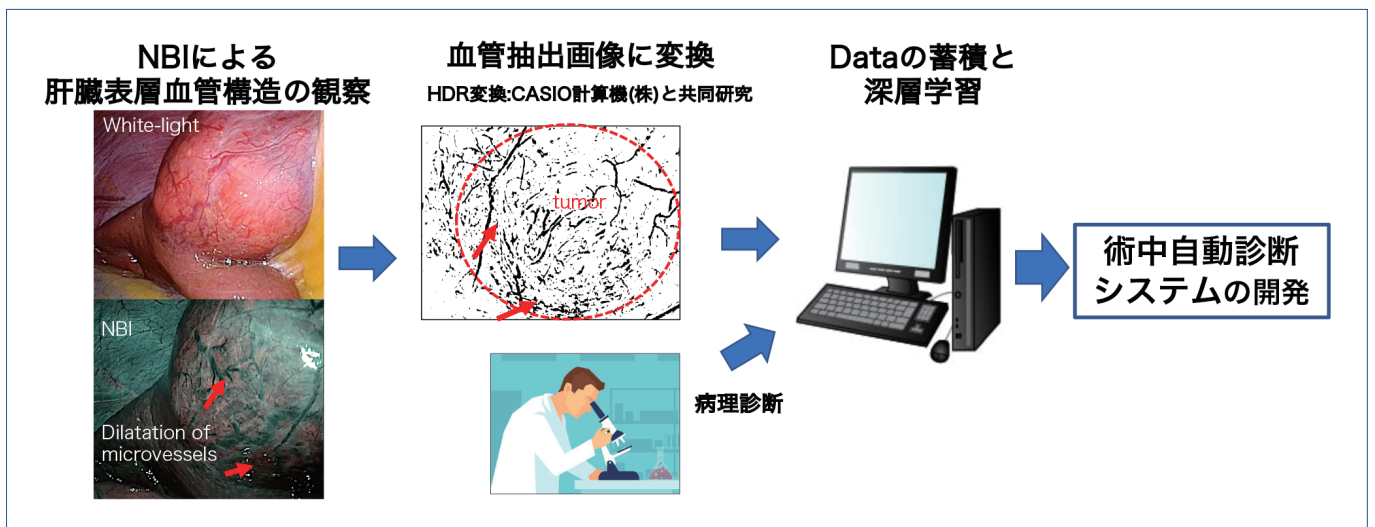 NBIによる
肝臓表層血管構造の観察
White-light
NBI
Dilatation of
microvessels
血管抽出画像に変換
HDR変換:CASIO計算機(株)と共同研究
tumor
病理診断
Dataの蓄積と
深層学習
術中自動診断
システムの開発